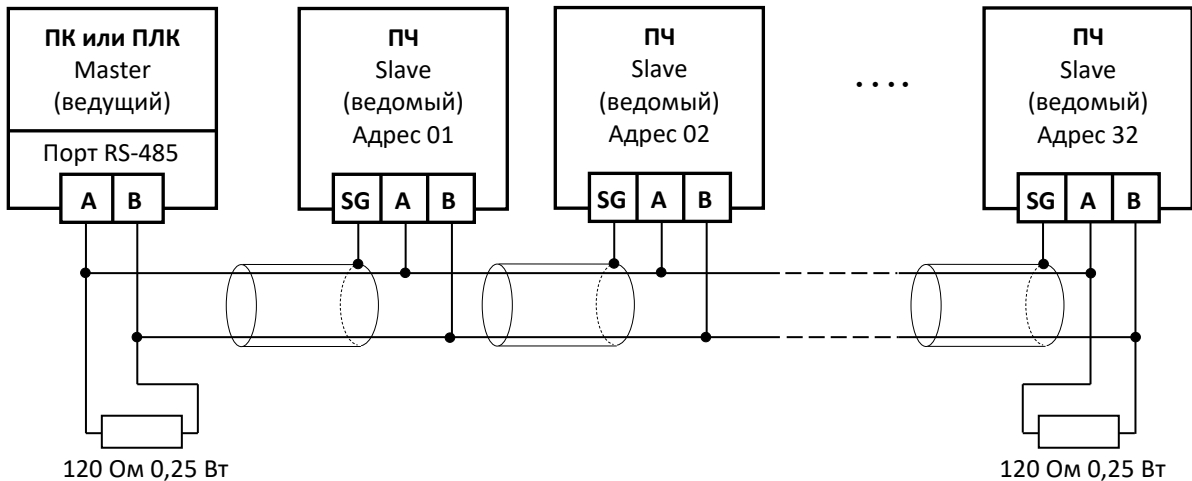 ПК или ПЛК
Master
(ведущий)
Порт RS-485
A B
ПЧ
Slave
(ведомый)
Адрес 01
SG A B
ПЧ
Slave
(ведомый)
Адрес 02
SG A B
....
ПЧ
Slave
(ведомый)
Адрес 32
SG A B
120 Ом 0,25 Вт
120 Ом 0,25 Вт